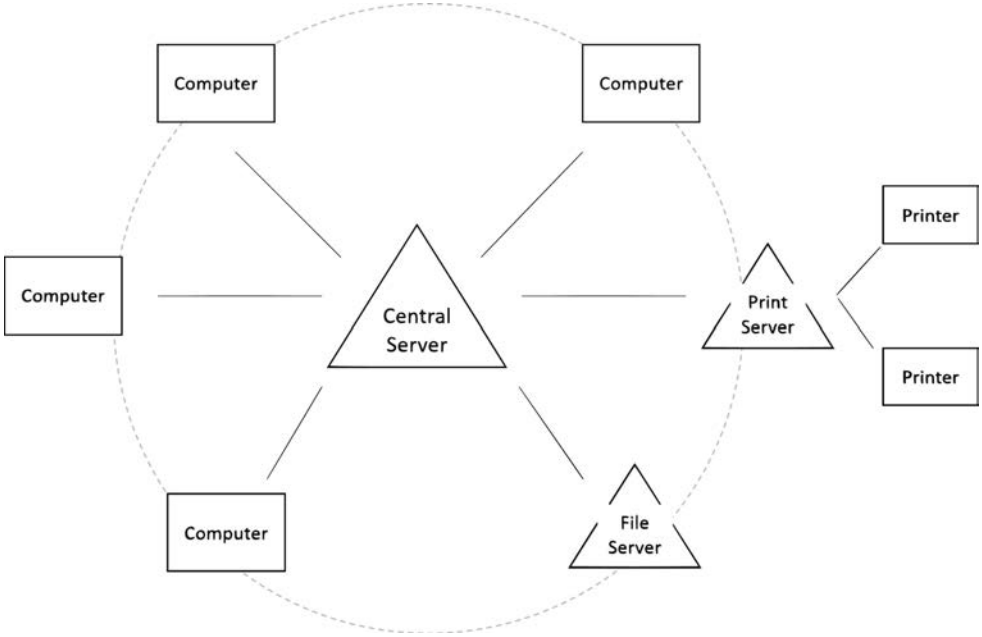 Computer
Computer
Printer
Computer
Central
Server
Print
Server
Printer
Computer
File
Server